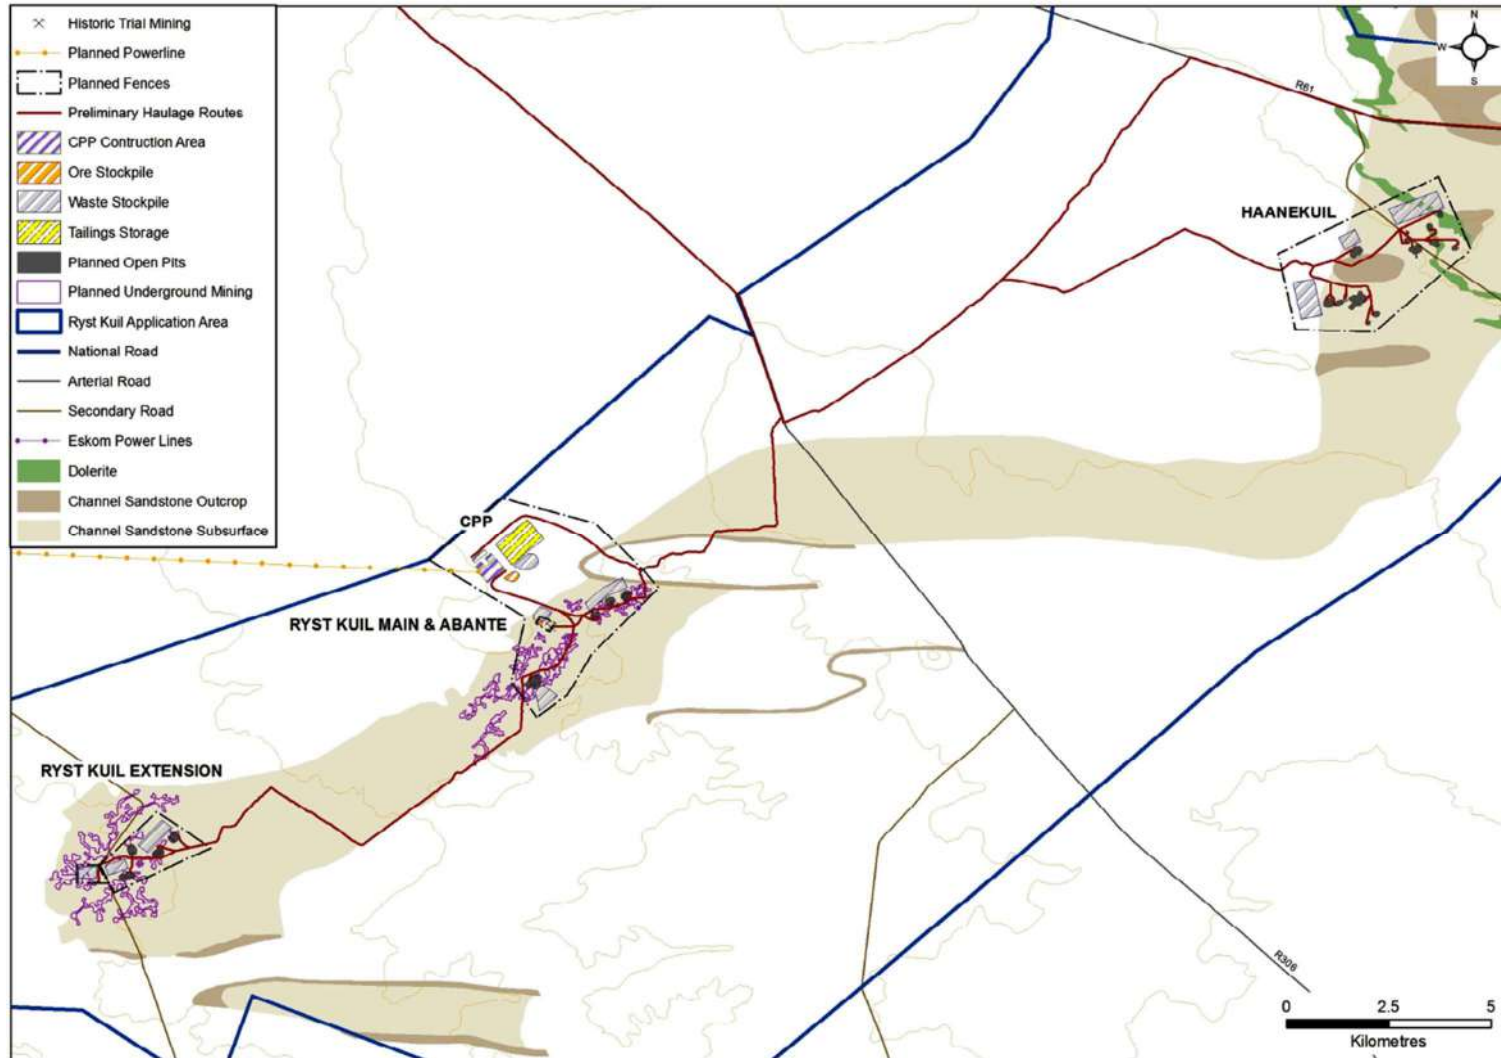 Historic Trial Mining
Planned Powerline
Planned Fences
Preliminary Haulage Routes
CPP Contruction Area
Ore Stockpile
Waste Stockpile
Tailings Storage
Planned Open Pits
Planned Underground Mining
Ryst Kuil Application Area
National Road
Arterial Road
Secondary Road
Eskom Power Lines
Dolerite
Channel Sandstone Outcrop
Channel Sandstone Subsurface
N
W
S
R61
HAANEKUIL
CPP
RYST KUIL MAIN & ABANTE
RYST KUIL EXTENSION
R306
0 2.5 5
Kilometres